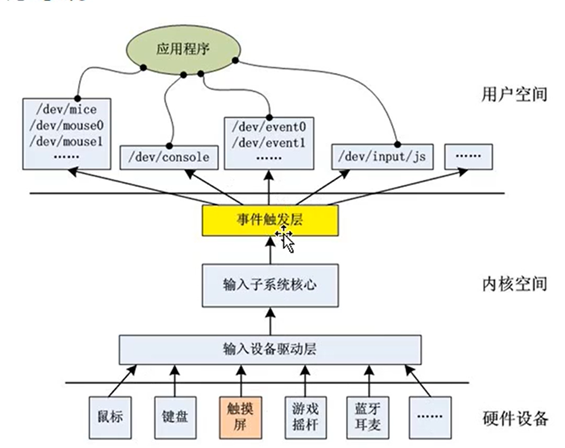 应用程序
用户空间
/dev/mice
/dev/mouse0
/dev/mouse1
……
/dev/console
/dev/event0
/dev/event1
……
/dev/input/js
……
事件触发层
输入子系统核心
内核空间
输入设备驱动层
鼠标
键盘
触摸
屏
游戏
摇杆
蓝牙
耳麦
……
硬件设备